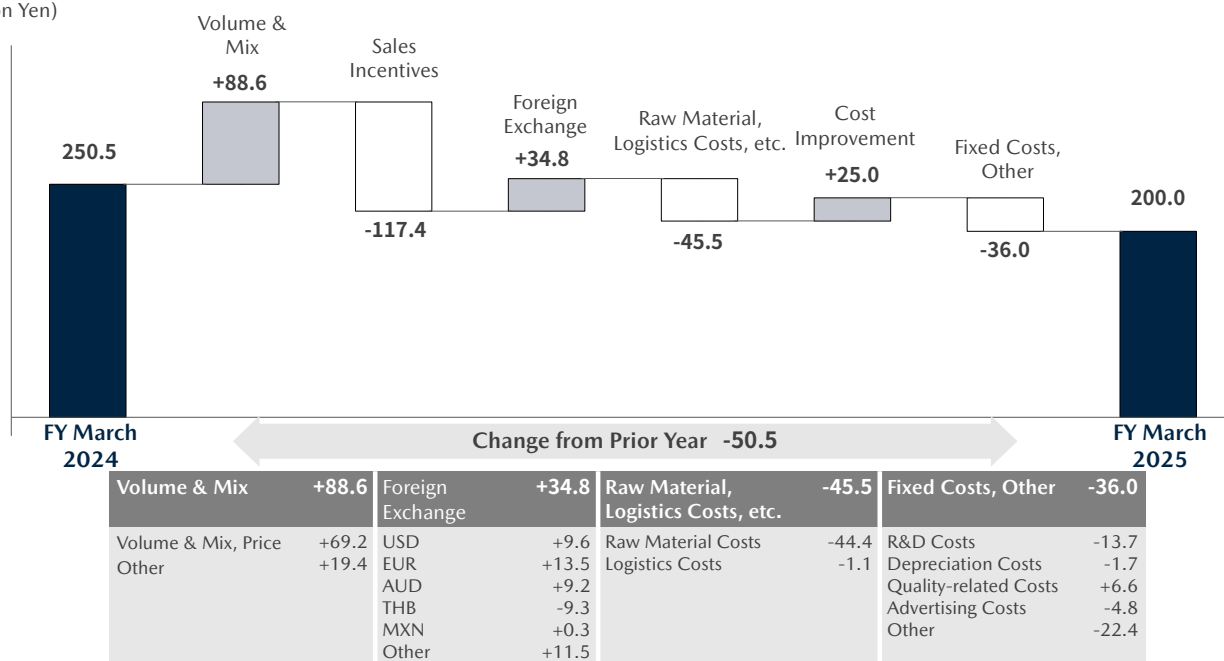 on Yen)
Volume &
Mix
+88.6
Sales
Incentives
-117.4
Foreign
Exchange
+34.8
Raw Material,
Logistics Costs, etc.
-45.5
Cost
Improvement
+25.0
Fixed Costs,
Other
-36.0
250.5
200.0
FY March
2024
Change from Prior Year -50.5
FY March
2025
Volume & Mix +88.6
Volume & Mix, Price +69.2
Other +19.4
Foreign
Exchange +34.8
USD +9.6
EUR +13.5
AUD +9.2
THB -9.3
MXN +0.3
Other +11.5
Raw Material,
Logistics Costs, etc. -45.5
Raw Material Costs -44.4
Logistics Costs -1.1
Fixed Costs, Other -36.0
R&D Costs -13.7
Depreciation Costs -1.7
Quality-related Costs +6.6
Advertising Costs -4.8
Other -22.4